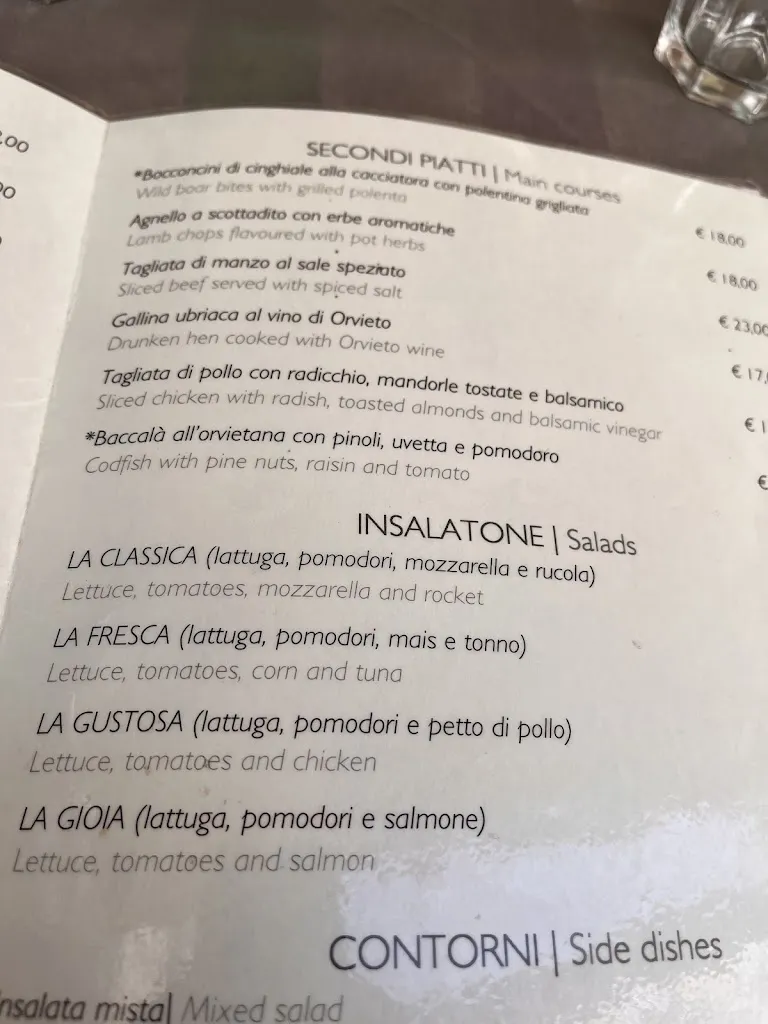 SECONDI PIATTI | Main courses
*Bocconcini di cinghiale alla cacciatora con polentina grigliata
Wild boar bites with grilled polenta
€ 18,00
Agnello a scottadito con erbe aromatiche
Lamb chops flavoured with pot herbs
€ 18,00
Tagliata di manzo al sale speziato
Sliced beef served with spiced salt
€ 23,00
Gallina ubriaca al vino di Orvieto
Drunken hen cooked with Orvieto wine
€ 17,
Tagliata di pollo con radicchio, mandorle tostate e balsamico
Sliced chicken with radish, toasted almonds and balsamic vinegar
€ 1
*Baccalà all'orvietana con pinoli, uvetta e pomodoro
Codfish with pine nuts, raisin and tomato
€
INSALATONE | Salads
LA CLASSICA (lattuga, pomodori, mozzarella e rucola)
Lettuce, tomatoes, mozzarella and rocket
LA FRESCA (lattuga, pomodori, mais e tonno)
Lettuce, tomatoes, corn and tuna
LA GUSTOSA (lattuga, pomodori e petto di pollo)
Lettuce, tomatoes and chicken
LA GIOIA (lattuga, pomodori e salmone)
Lettuce, tomatoes and salmon
CONTORNI | Side dishes
Insalata mista| Mixed salad